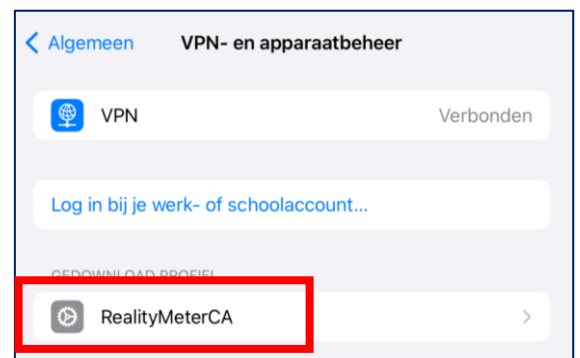 Algemeen VPN- en apparaatbeheer
VPN Verbonden
Log in bij je werk- of schoolaccount...
GEDOWNLOAD PROFIEL
RealityMeterCA